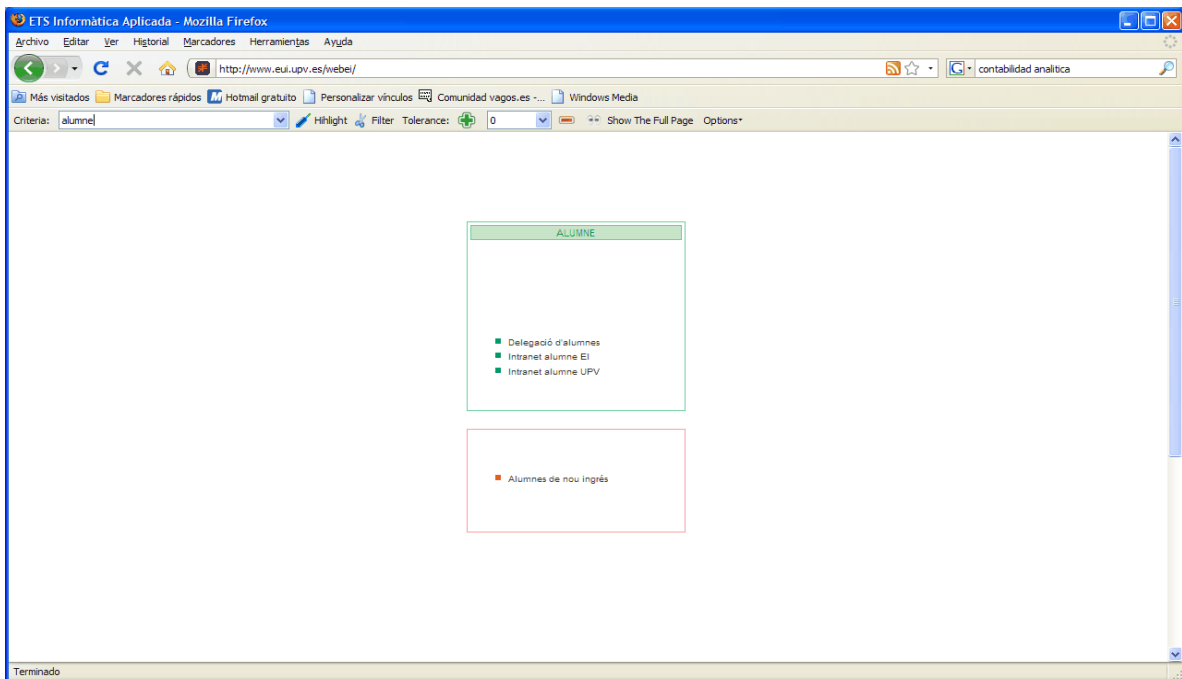 ETS Informàtica Aplicada - Mozilla Firefox
Archivo Editar Ver Historial Marcadores Herramientas Ayuda
http://www.eui.upv.es/webei/ G contabilidad analitica
Más visitados Marcadores rápidos M Hotmail gratuito Personalizar vínculos Comunidad vagos.es -... Windows Media
Criteria: alumne Hihlight Filter Tolerance: 0 Show The Full Page Options
ALUMNE
Delegació d'alumnes
Intranet alumne EI
Intranet alumne UPV
Alumnes de nou ingrés
Terminado